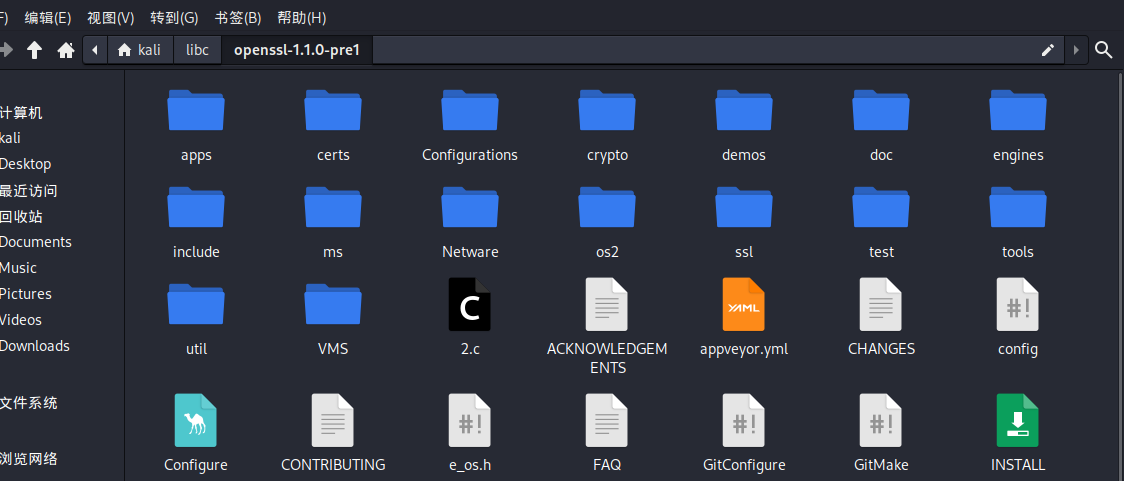 F) 编辑(E) 视图(V) 转到(G) 书签(B) 帮助(H)
kali libc openssl-1.1.0-pre1
计算机
kali
Desktop
最近访问
回收站
Documents
Music
Pictures
Videos
Downloads
文件系统
浏览网络
apps certs Configurations crypto demos doc engines
include ms Netware os2 ssl test tools
C YAML #!
util VMS 2.c ACKNOWLEDGEM appveyor.yml CHANGES config
ENTS
#! #! #!
Configure CONTRIBUTING e_os.h FAQ GitConfigure GitMake INSTALL